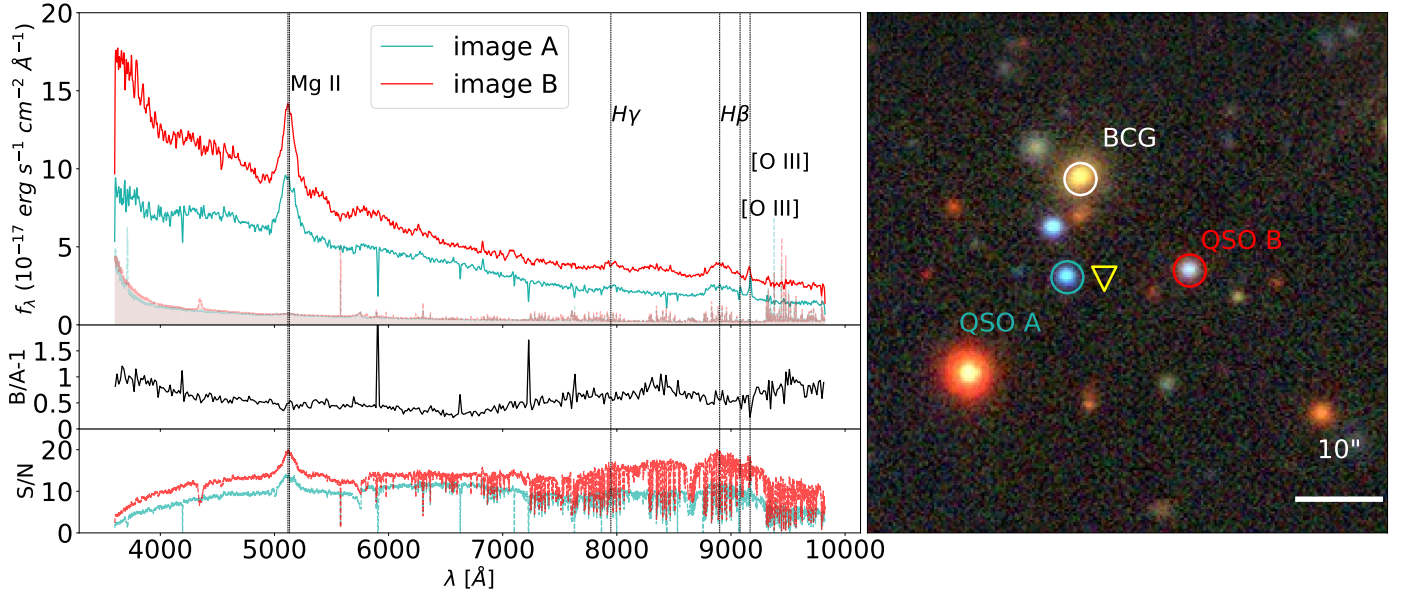 f_λ (10⁻¹⁷ erg s⁻¹ cm⁻² Å⁻¹)
20
15
10
5
0
image A
image B
Mg II
Hγ
Hβ
[O III]
[O III]
B/A-1
1.5
1
0.5
0
S/N
20
10
0
4000 5000 6000 7000 8000 9000 10000
λ [Å]
BCG
QSO B
QSO A
10"